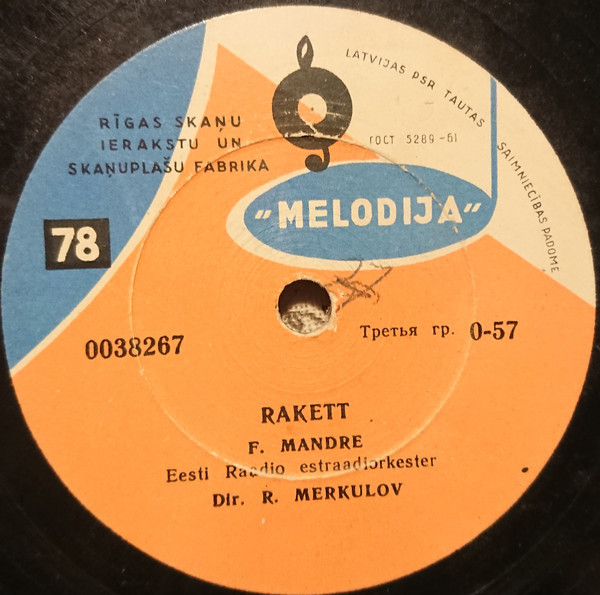 LATVIJAS PSR TAUTAS SAIMNIECĪBAS PADOME
RĪGAS SKAŅU
IERAKSTU UN
SKAŅUPLAŠU FABRIKA
ГОСТ 5289-61
"MELODIJA"
78
0038267
Третья гр. 0-57
RAKETT
F. MANDRE
Eesti Raadio estraadiorkester
Dir. R. MERKULOV